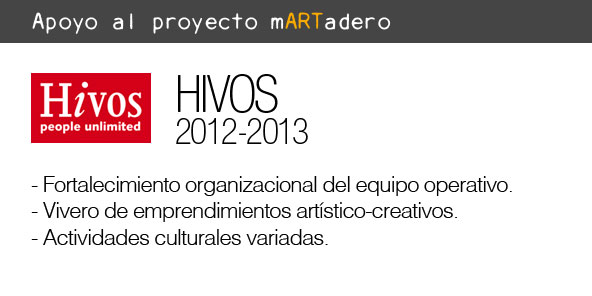 Apoyo al proyecto mARTadero
Hivos
people unlimited
HIVOS
2012-2013
- Fortalecimiento organizacional del equipo operativo.
- Vivero de emprendimientos artístico-creativos.
- Actividades culturales variadas.